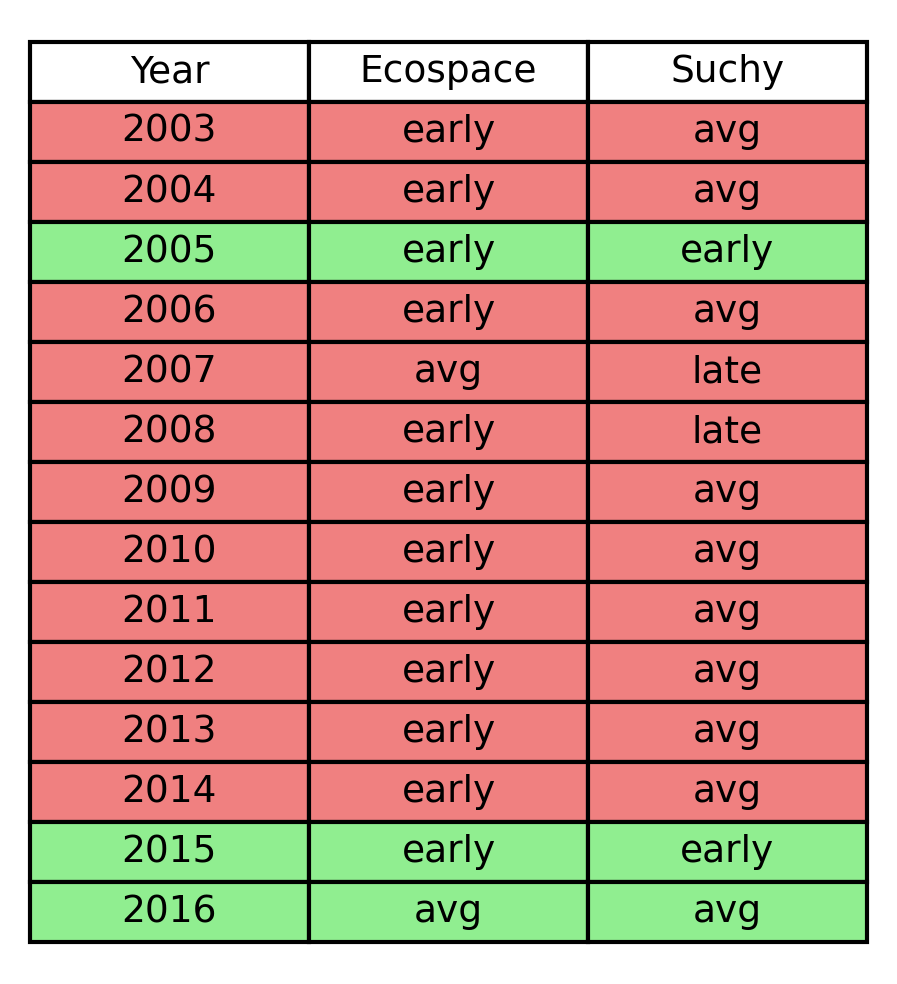 Year Ecospace Suchy
2003 early avg
2004 early avg
2005 early early
2006 early avg
2007 avg late
2008 early late
2009 early avg
2010 early avg
2011 early avg
2012 early avg
2013 early avg
2014 early avg
2015 early early
2016 avg avg